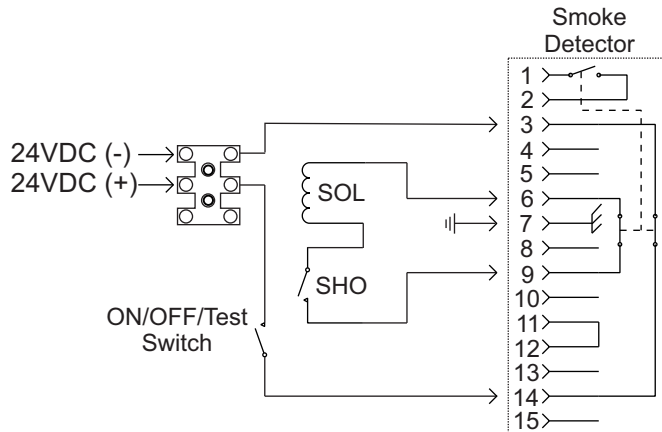 Smoke
Detector
1
2
24VDC (-)
3
24VDC (+)
4
5
SOL
6
7
8
SHO
9
10
ON/OFF/Test
Switch
11
12
13
14
15